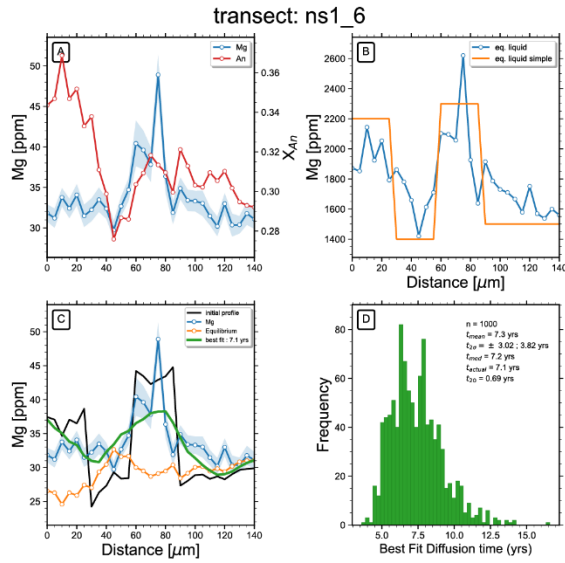 transect: ns1_6
A
Mg
An
Mg [ppm]
50
45
40
35
30
X_An
0.36
0.34
0.32
0.30
0.28
0 20 40 60 80 100 120 140
B
eq. liquid
eq. liquid simple
Mg [ppm]
2600
2400
2200
2000
1800
1600
1400
0 20 40 60 80 100 120 140
Distance [μm]
C
initial profile
Mg
Equilibrium
best fit : 7.1 yrs
Mg [ppm]
50
45
40
35
30
25
0 20 40 60 80 100 120 140
Distance [μm]
D
n = 1000
t_mean = 7.3 yrs
t_2σ = ± 3.02 ; 3.82 yrs
t_med = 7.2 yrs
t_actual = 7.1 yrs
t_2G = 0.69 yrs
Frequency
80
60
40
20
0
5.0 7.5 10.0 12.5 15.0
Best Fit Diffusion time (yrs)